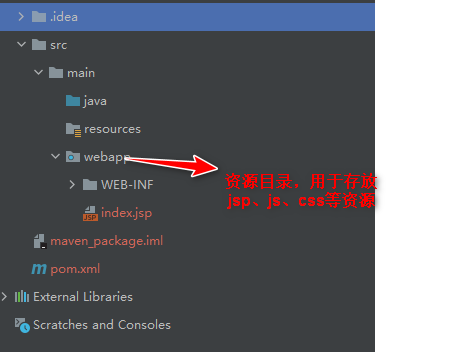 .idea
src
main
java
resources
webapp
WEB-INF
JSP
index.jsp
maven_package.iml
m
pom.xml
External Libraries
Scratches and Consoles
资源目录，用于存放
jsp、js、css等资源